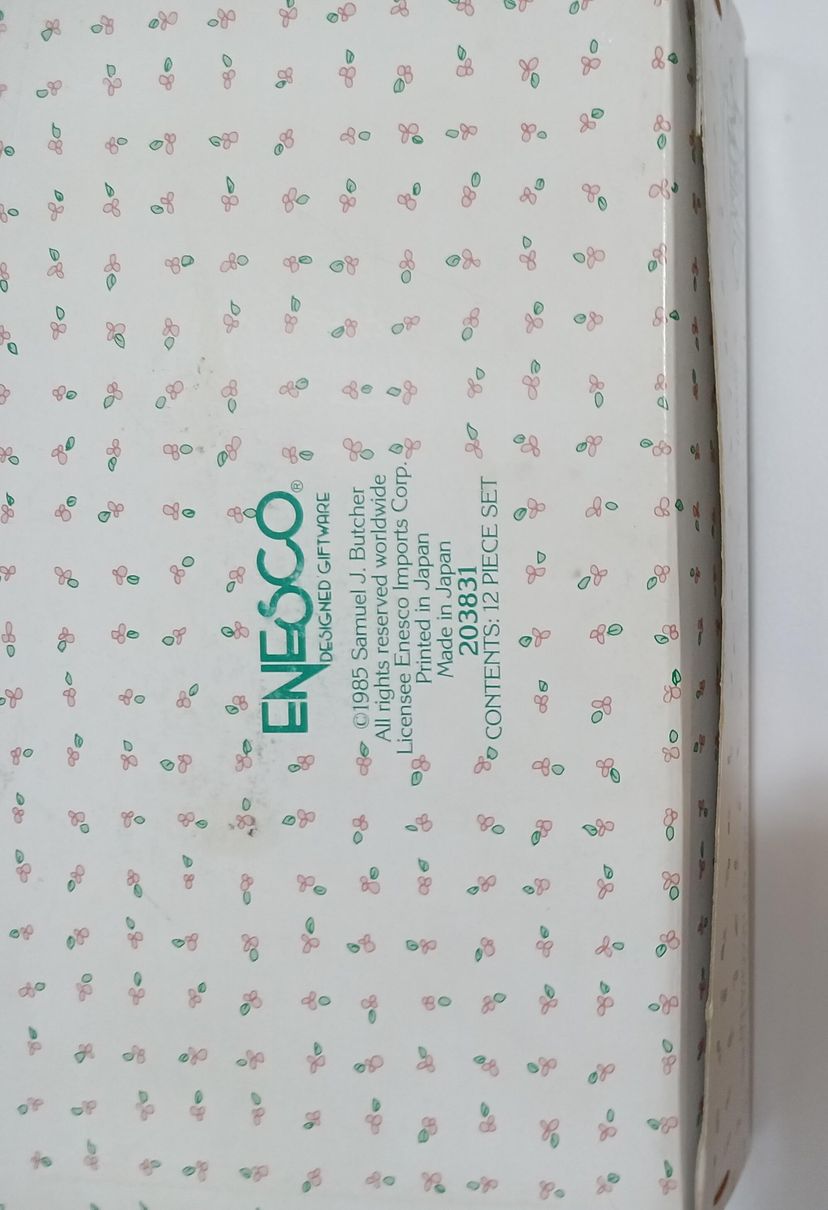 ENESCO®
DESIGNED GIFTWARE
©1985 Samuel J. Butcher
All rights reserved worldwide
Licensee Enesco Imports Corp.
Printed in Japan
Made in Japan
203831
CONTENTS: 12 PIECE SET